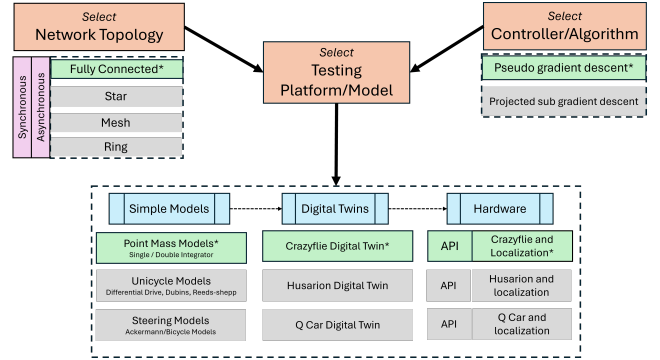 Select
Network Topology
Select
Controller/Algorithm
Select
Testing
Platform/Model
Synchronous
Asynchronous
Fully Connected*
Star
Mesh
Ring
Pseudo gradient descent*
Projected sub gradient descent
Simple Models
Digital Twins
Hardware
Point Mass Models*
Single / Double Integrator
Crazyflie Digital Twin*
API
Crazyflie and
Localization*
Unicycle Models
Differential Drive, Dubins, Reeds-shepp
Husarion Digital Twin
API
Husarion and
localization
Steering Models
Ackermann/Bicycle Models
Q Car Digital Twin
API
Q Car and
localization